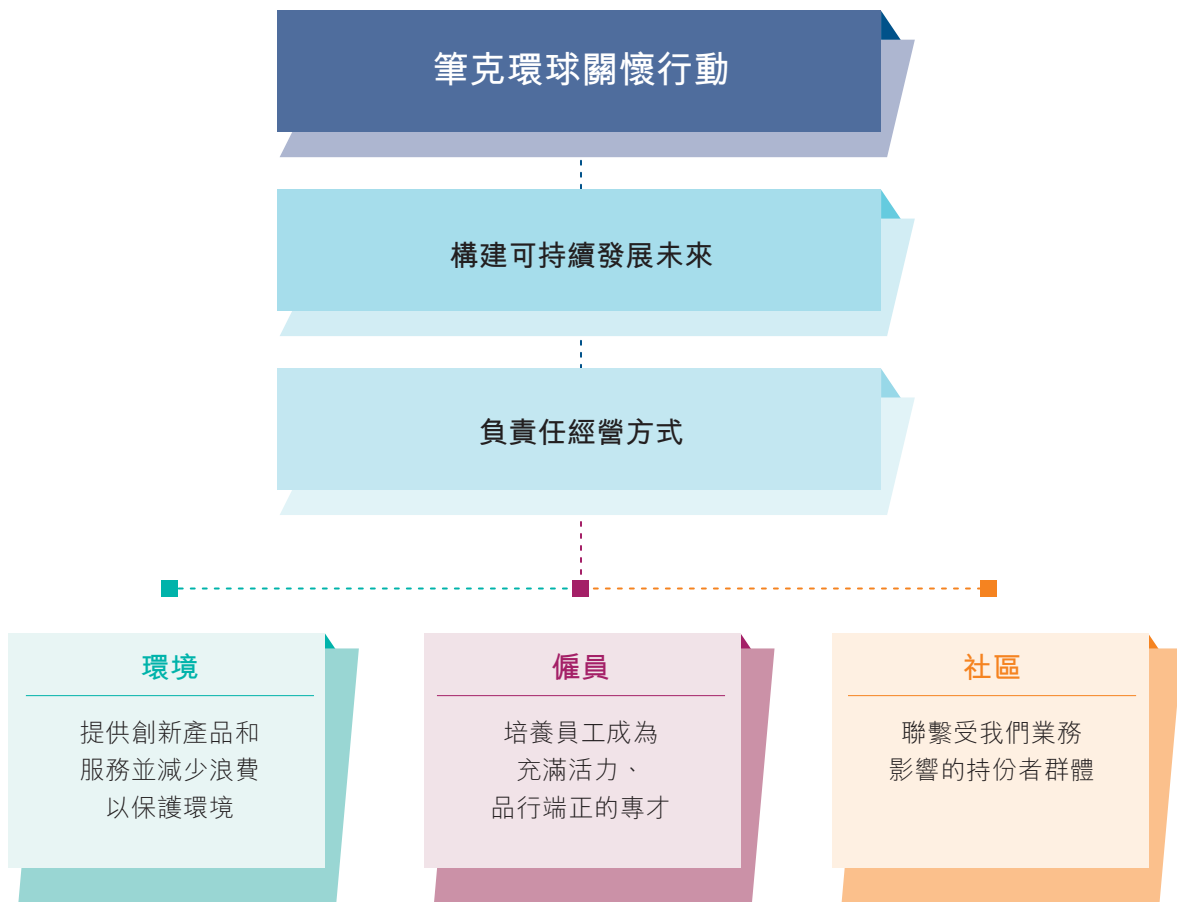 筆克環球關懷行動
構建可持續發展未來
負責任經營方式
環境
提供創新產品和
服務並減少浪費
以保護環境
僱員
培養員工成為
充滿活力、
品行端正的專才
社區
聯繫受我們業務
影響的持份者群體